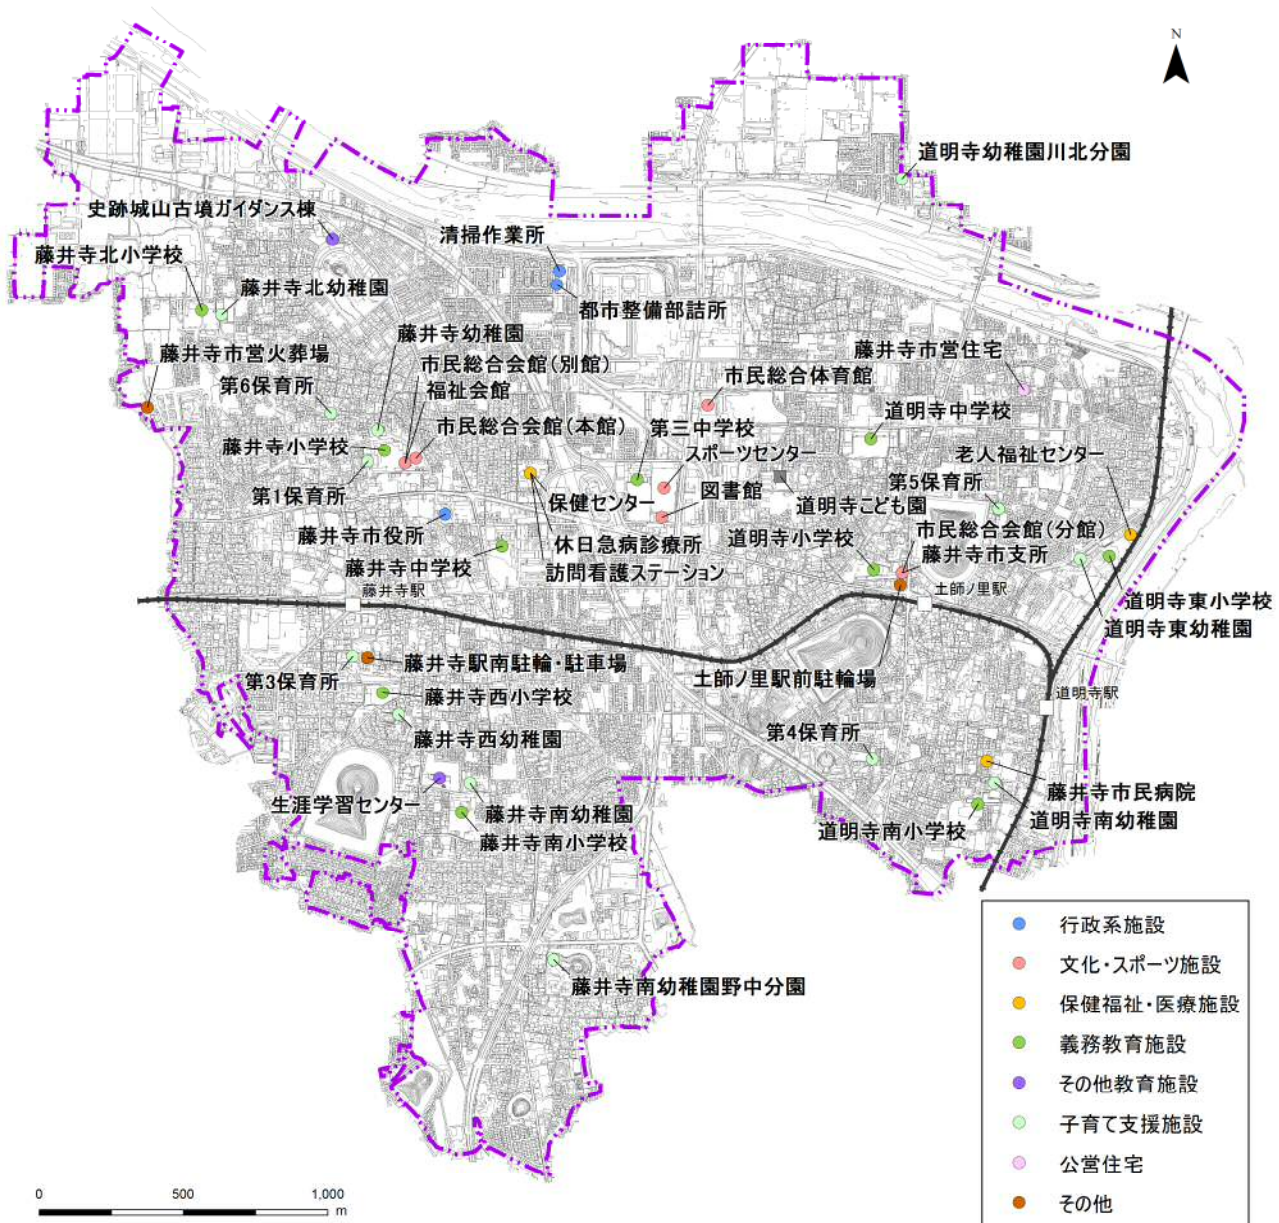 N
道明寺幼稚園川北分園
史跡城山古墳ガイダンス棟
清掃作業所
藤井寺北小学校
藤井寺北幼稚園
都市整備部詰所
藤井寺幼稚園
藤井寺市営火葬場
市民総合会館(別館)
藤井寺市営住宅
第6保育所
福祉会館
市民総合体育館
道明寺中学校
市民総合会館(本館)
第三中学校
藤井寺小学校
スポーツセンター
老人福祉センター
第1保育所
保健センター
図書館
第5保育所
道明寺こども園
藤井寺市役所
休日急病診療所
道明寺小学校
市民総合会館(分館)
藤井寺市支所
藤井寺中学校
訪問看護ステーション
藤井寺駅
土師ノ里駅
道明寺東小学校
道明寺東幼稚園
藤井寺駅南駐輪・駐車場
第3保育所
土師ノ里駅前駐輪場
道明寺駅
藤井寺西小学校
藤井寺西幼稚園
第4保育所
生涯学習センター
藤井寺市民病院
藤井寺南幼稚園
道明寺南幼稚園
道明寺南小学校
藤井寺南小学校
藤井寺南幼稚園野中分園
行政系施設
文化・スポーツ施設
保健福祉・医療施設
義務教育施設
その他教育施設
子育て支援施設
公営住宅
その他
0 500 1,000
m